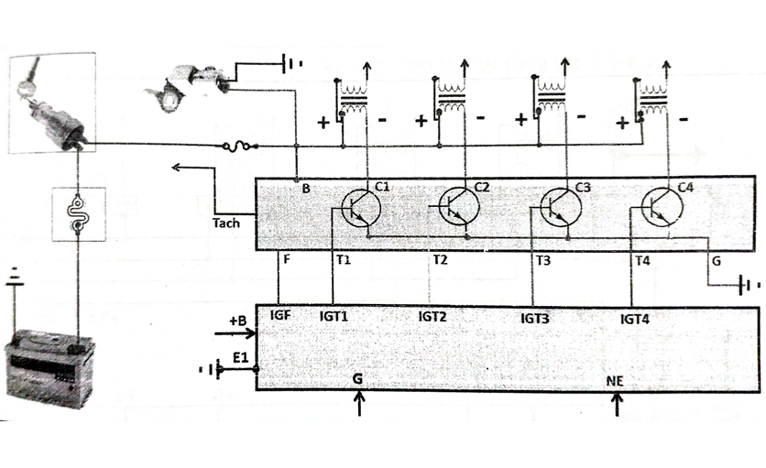 + - + - + - + -
B C1 C2 C3 C4
Tach
F T1 T2 T3 T4 G
IGF IGT1 IGT2 IGT3 IGT4
+B
E1
G NE